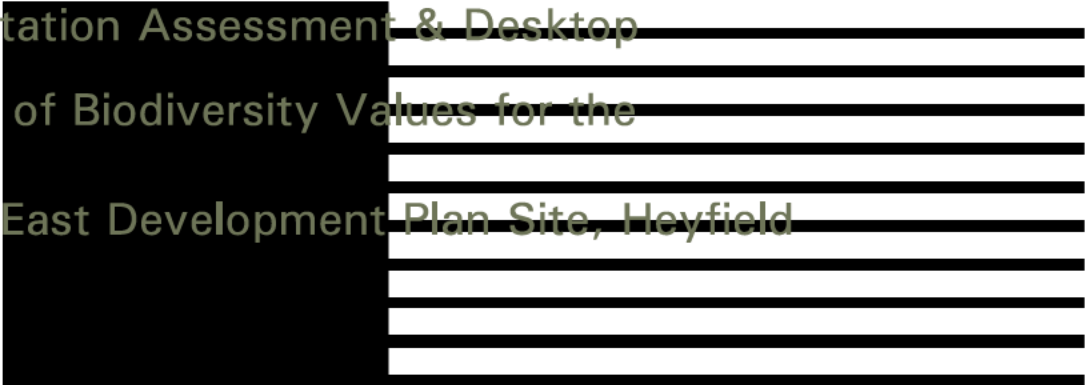 tation Assessment & Desktop
of Biodiversity Values for the
East Development Plan Site, Heyfield